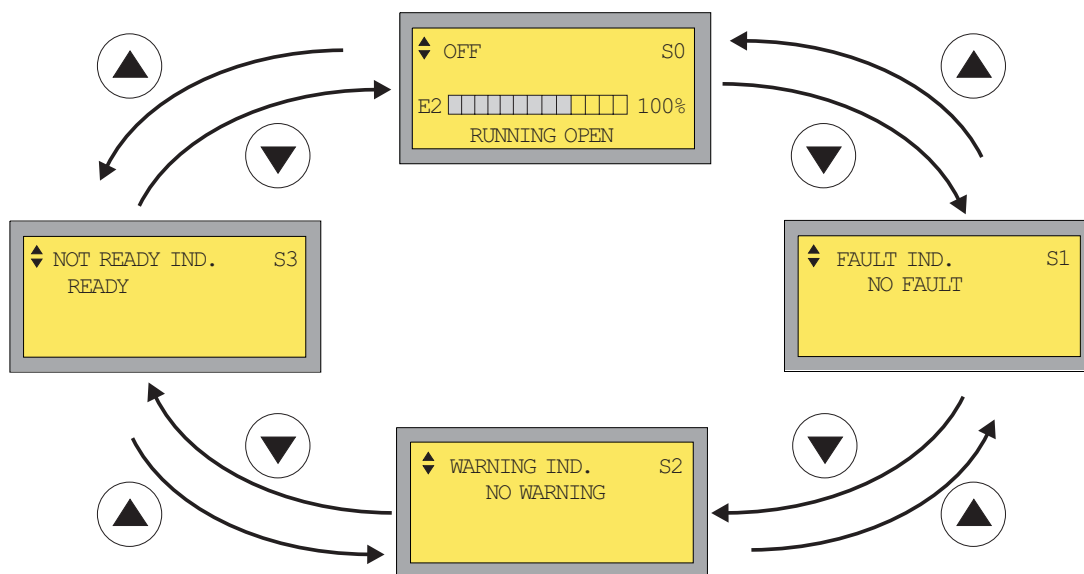 OFF S0
E2 100%
RUNNING OPEN
NOT READY IND. S3
READY
FAULT IND. S1
NO FAULT
WARNING IND. S2
NO WARNING